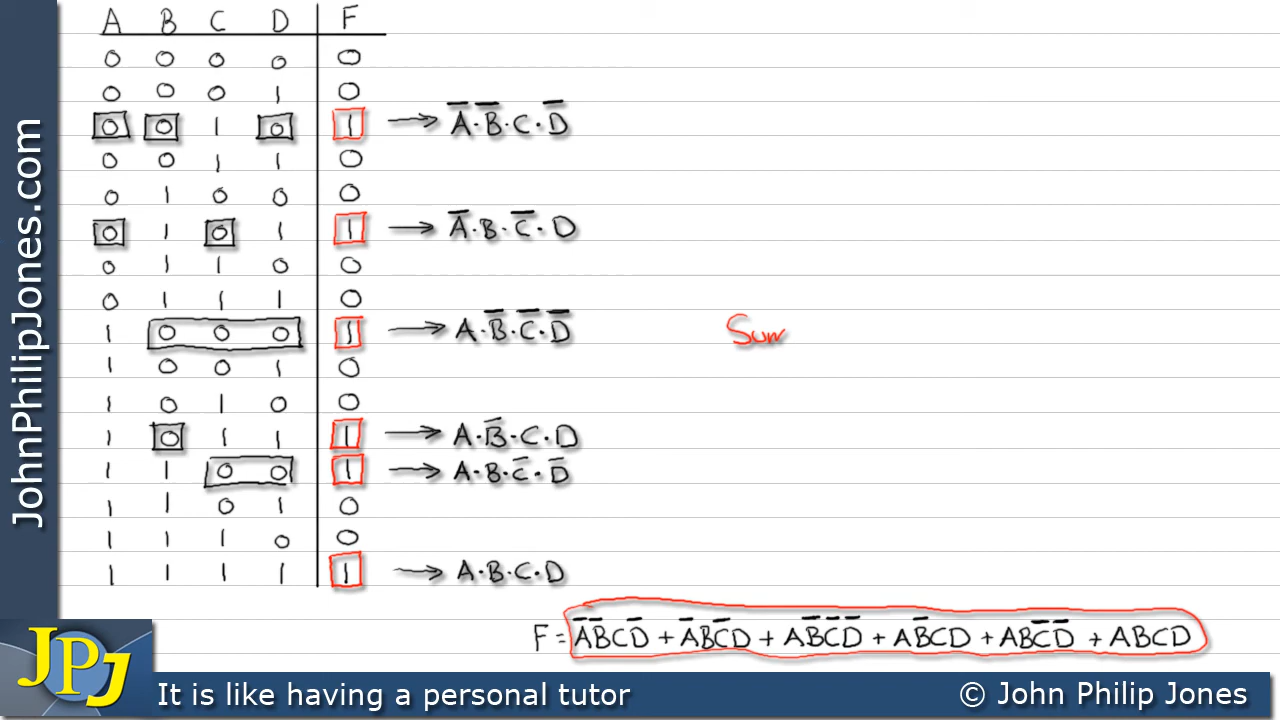 A B C D F
0 0 0 0 0
0 0 0 1 0
0 0 1 0 1 → A̅·B̅·C·D̅
0 0 1 1 0
0 1 0 0 0
0 1 0 1 1 → A̅·B·C̅·D
0 1 1 0 0
0 1 1 1 0
1 0 0 0 1 → A·B̅·C̅·D̅
Sum
1 0 0 1 0
1 0 1 0 0
1 0 1 1 1 → A·B̅·C·D
1 1 0 0 1 → A·B·C̅·D̅
1 1 0 1 0
1 1 1 0 0
1 1 1 1 1 → A·B·C·D
F = A̅B̅CD̅ + A̅BC̅D + AB̅C̅D̅ + AB̅CD + ABC̅D̅ + ABCD
JohnPhilipJones.com
JPJ
It is like having a personal tutor
© John Philip Jones